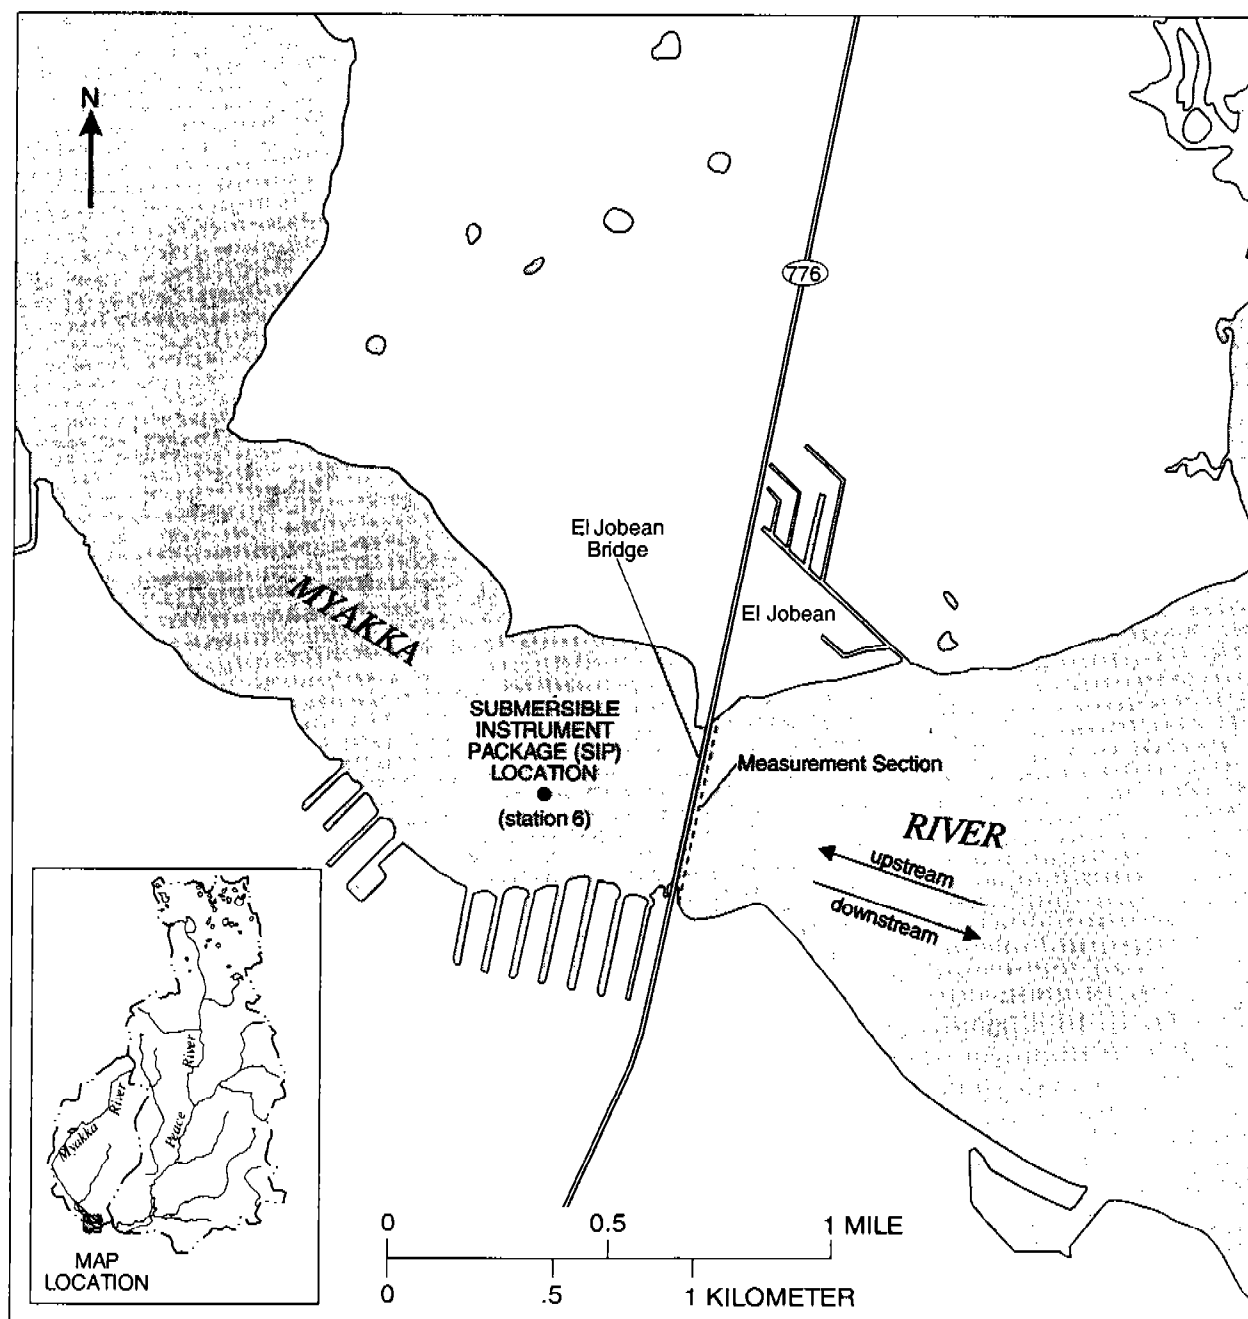 N
776
El Jobean
Bridge
El Jobean
MYAKKA
SUBMERSIBLE
INSTRUMENT
PACKAGE (SIP)
LOCATION
(station 6)
Measurement Section
RIVER
upstream
downstream
Myakka River
Peace River
MAP
LOCATION
0 0.5 1 MILE
0 .5 1 KILOMETER